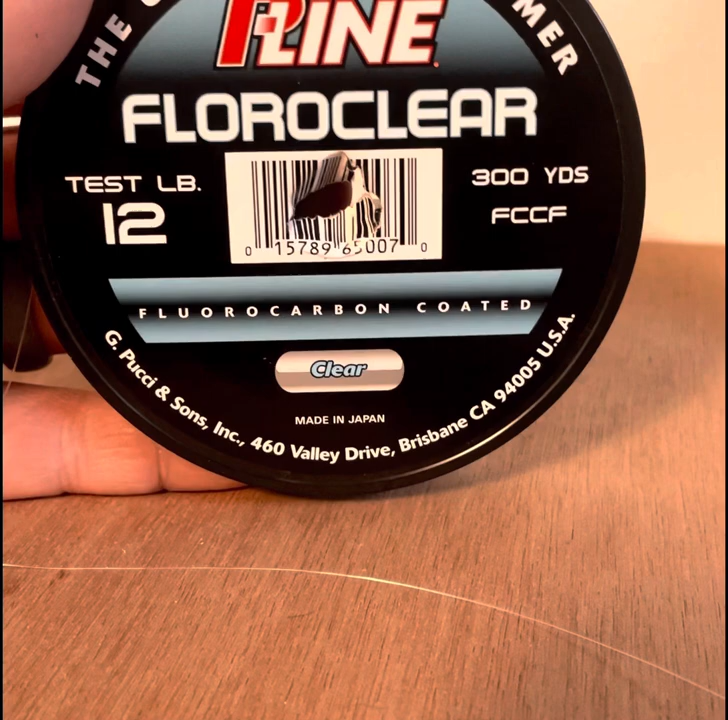 THE
MER
P-LINE
FLOROCLEAR
TEST LB.
12
300 YDS
FCCF
0 15789 65007 0
FLUOROCARBON COATED
Clear
MADE IN JAPAN
G. Pucci & Sons, Inc., 460 Valley Drive, Brisbane CA 94005 U.S.A.